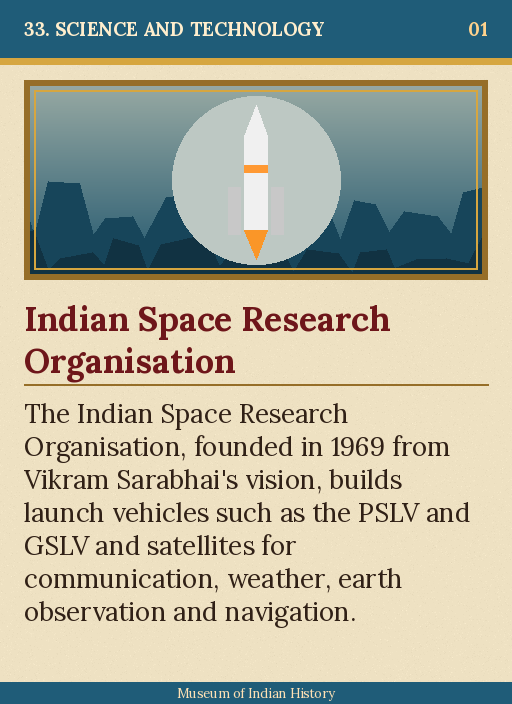 33. SCIENCE AND TECHNOLOGY 01
Indian Space Research
Organisation
The Indian Space Research
Organisation, founded in 1969 from
Vikram Sarabhai's vision, builds
launch vehicles such as the PSLV and
GSLV and satellites for
communication, weather, earth
observation and navigation.
Museum of Indian History